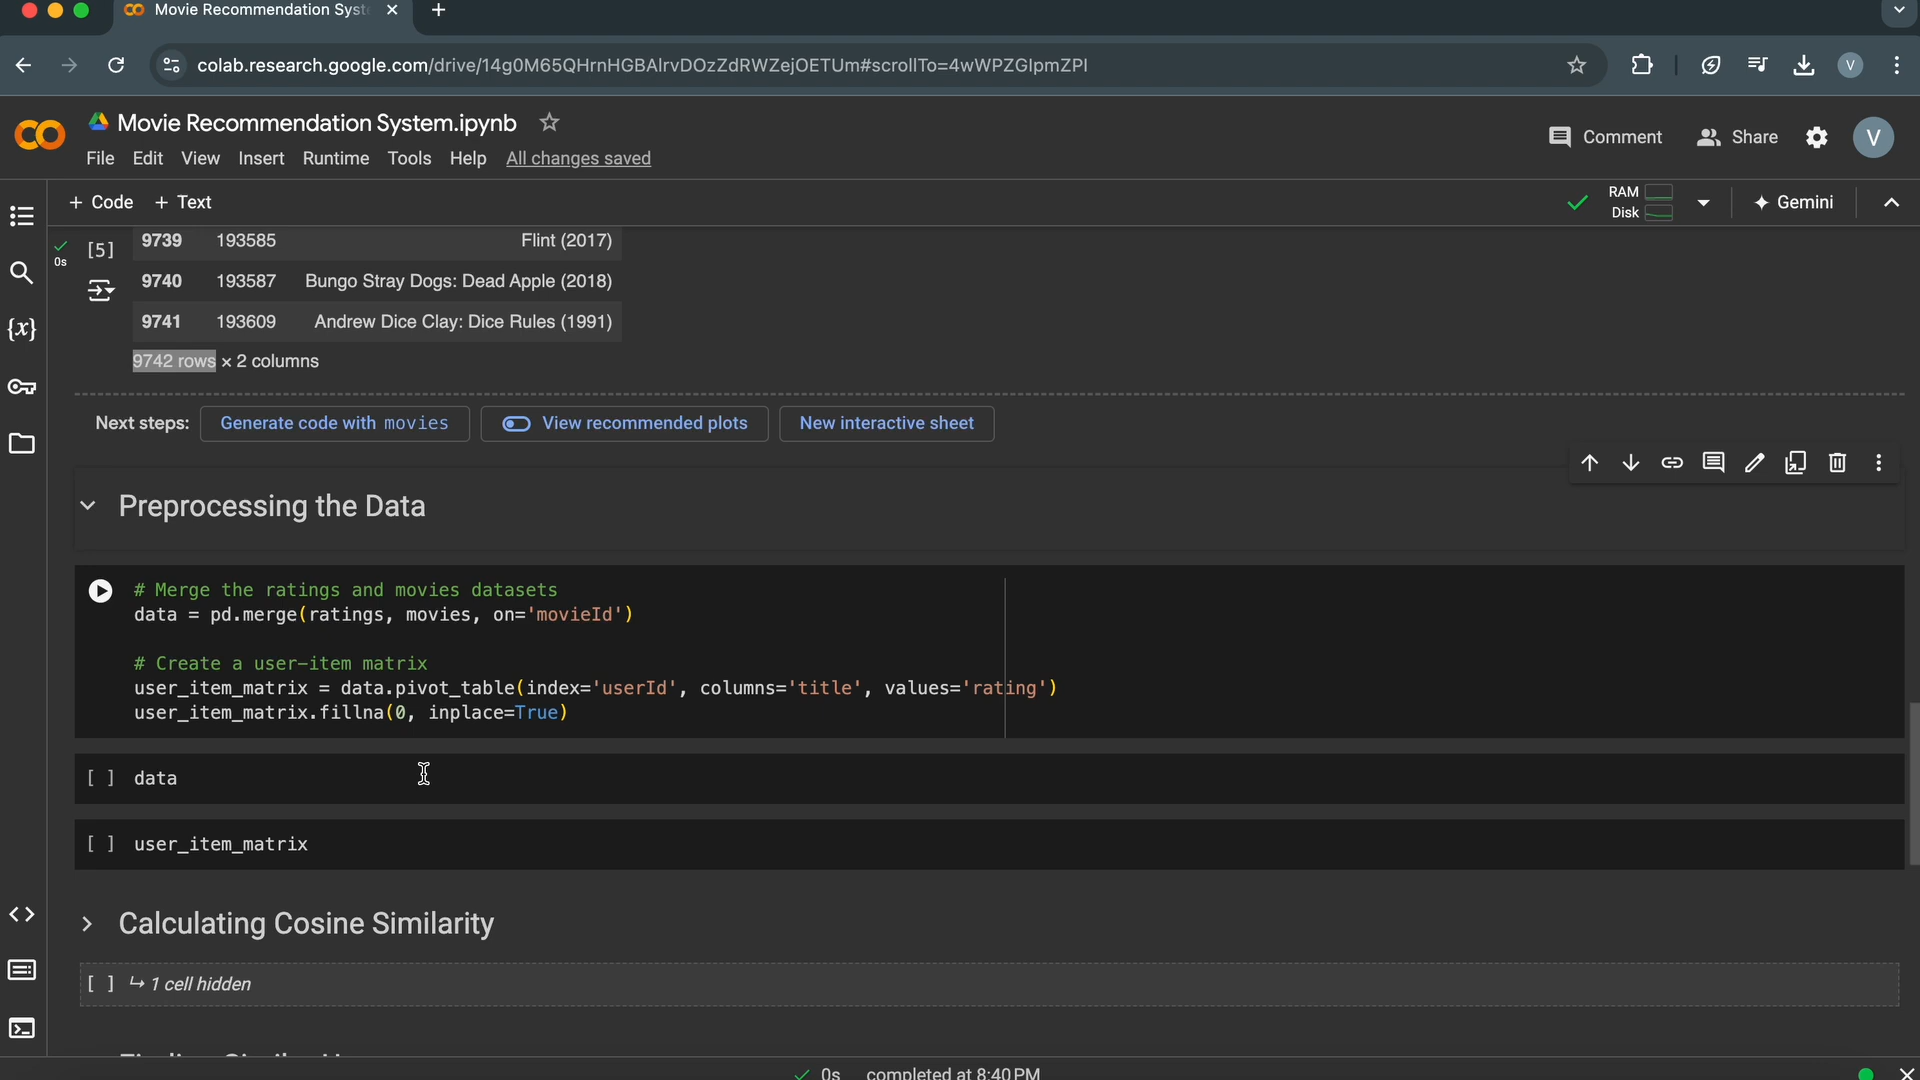 Movie Recommendation Syst
colab.research.google.com/drive/14g0M65QHrnHGBAlrvDOzZdRWZejOETUm#scrollTo=4wWPZGlpmZPl
V
Movie Recommendation System.ipynb
Comment
Share
V
File Edit View Insert Runtime Tools Help All changes saved
+ Code + Text
RAM
Disk
Gemini
0s
[5]
9739 193585 Flint (2017)
9740 193587 Bungo Stray Dogs: Dead Apple (2018)
9741 193609 Andrew Dice Clay: Dice Rules (1991)
9742 rows × 2 columns
{x}
Next steps: Generate code with movies View recommended plots New interactive sheet
Preprocessing the Data
# Merge the ratings and movies datasets
data = pd.merge(ratings, movies, on='movieId')
# Create a user-item matrix
user_item_matrix = data.pivot_table(index='userId', columns='title', values='rating')
user_item_matrix.fillna(0, inplace=True)
[ ] data
[ ] user_item_matrix
Calculating Cosine Similarity
[ ] ↳ 1 cell hidden
0s completed at 8:40 PM